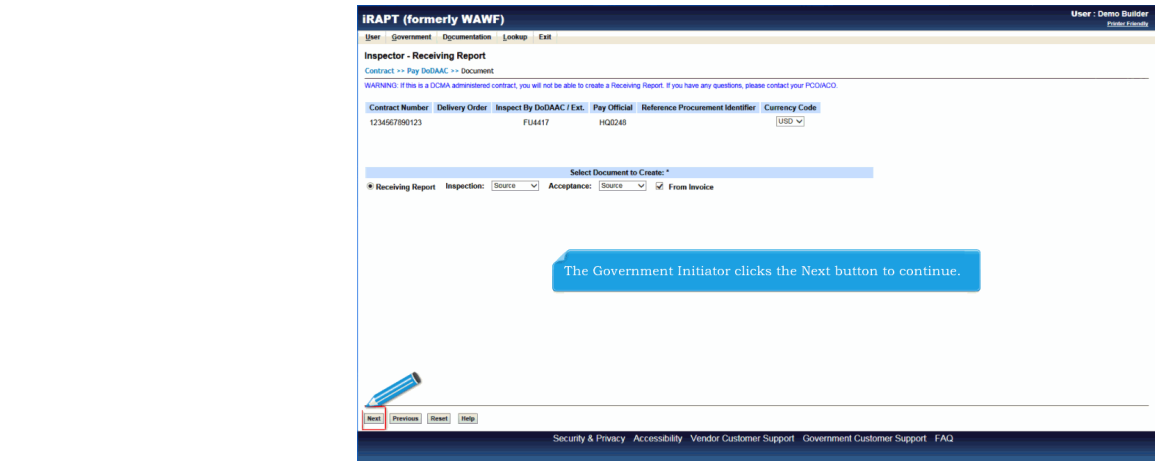 iRAPT (formerly WAWF)
User : Demo Builder
Printer Friendly
User Government Documentation Lookup Exit
Inspector - Receiving Report
Contract >> Pay DoDAAC >> Document
WARNING: If this is a DCMA administered contract, you will not be able to create a Receiving Report. If you have any questions, please contact your PCO/ACO.
Contract Number Delivery Order Inspect By DoDAAC / Ext. Pay Official Reference Procurement Identifier Currency Code
1234567890123 FU4417 HQ0248 USD
Select Document to Create: *
Receiving Report Inspection: Source Acceptance: Source From Invoice
The Government Initiator clicks the Next button to continue.
Next Previous Reset Help
Security & Privacy Accessibility Vendor Customer Support Government Customer Support FAQ